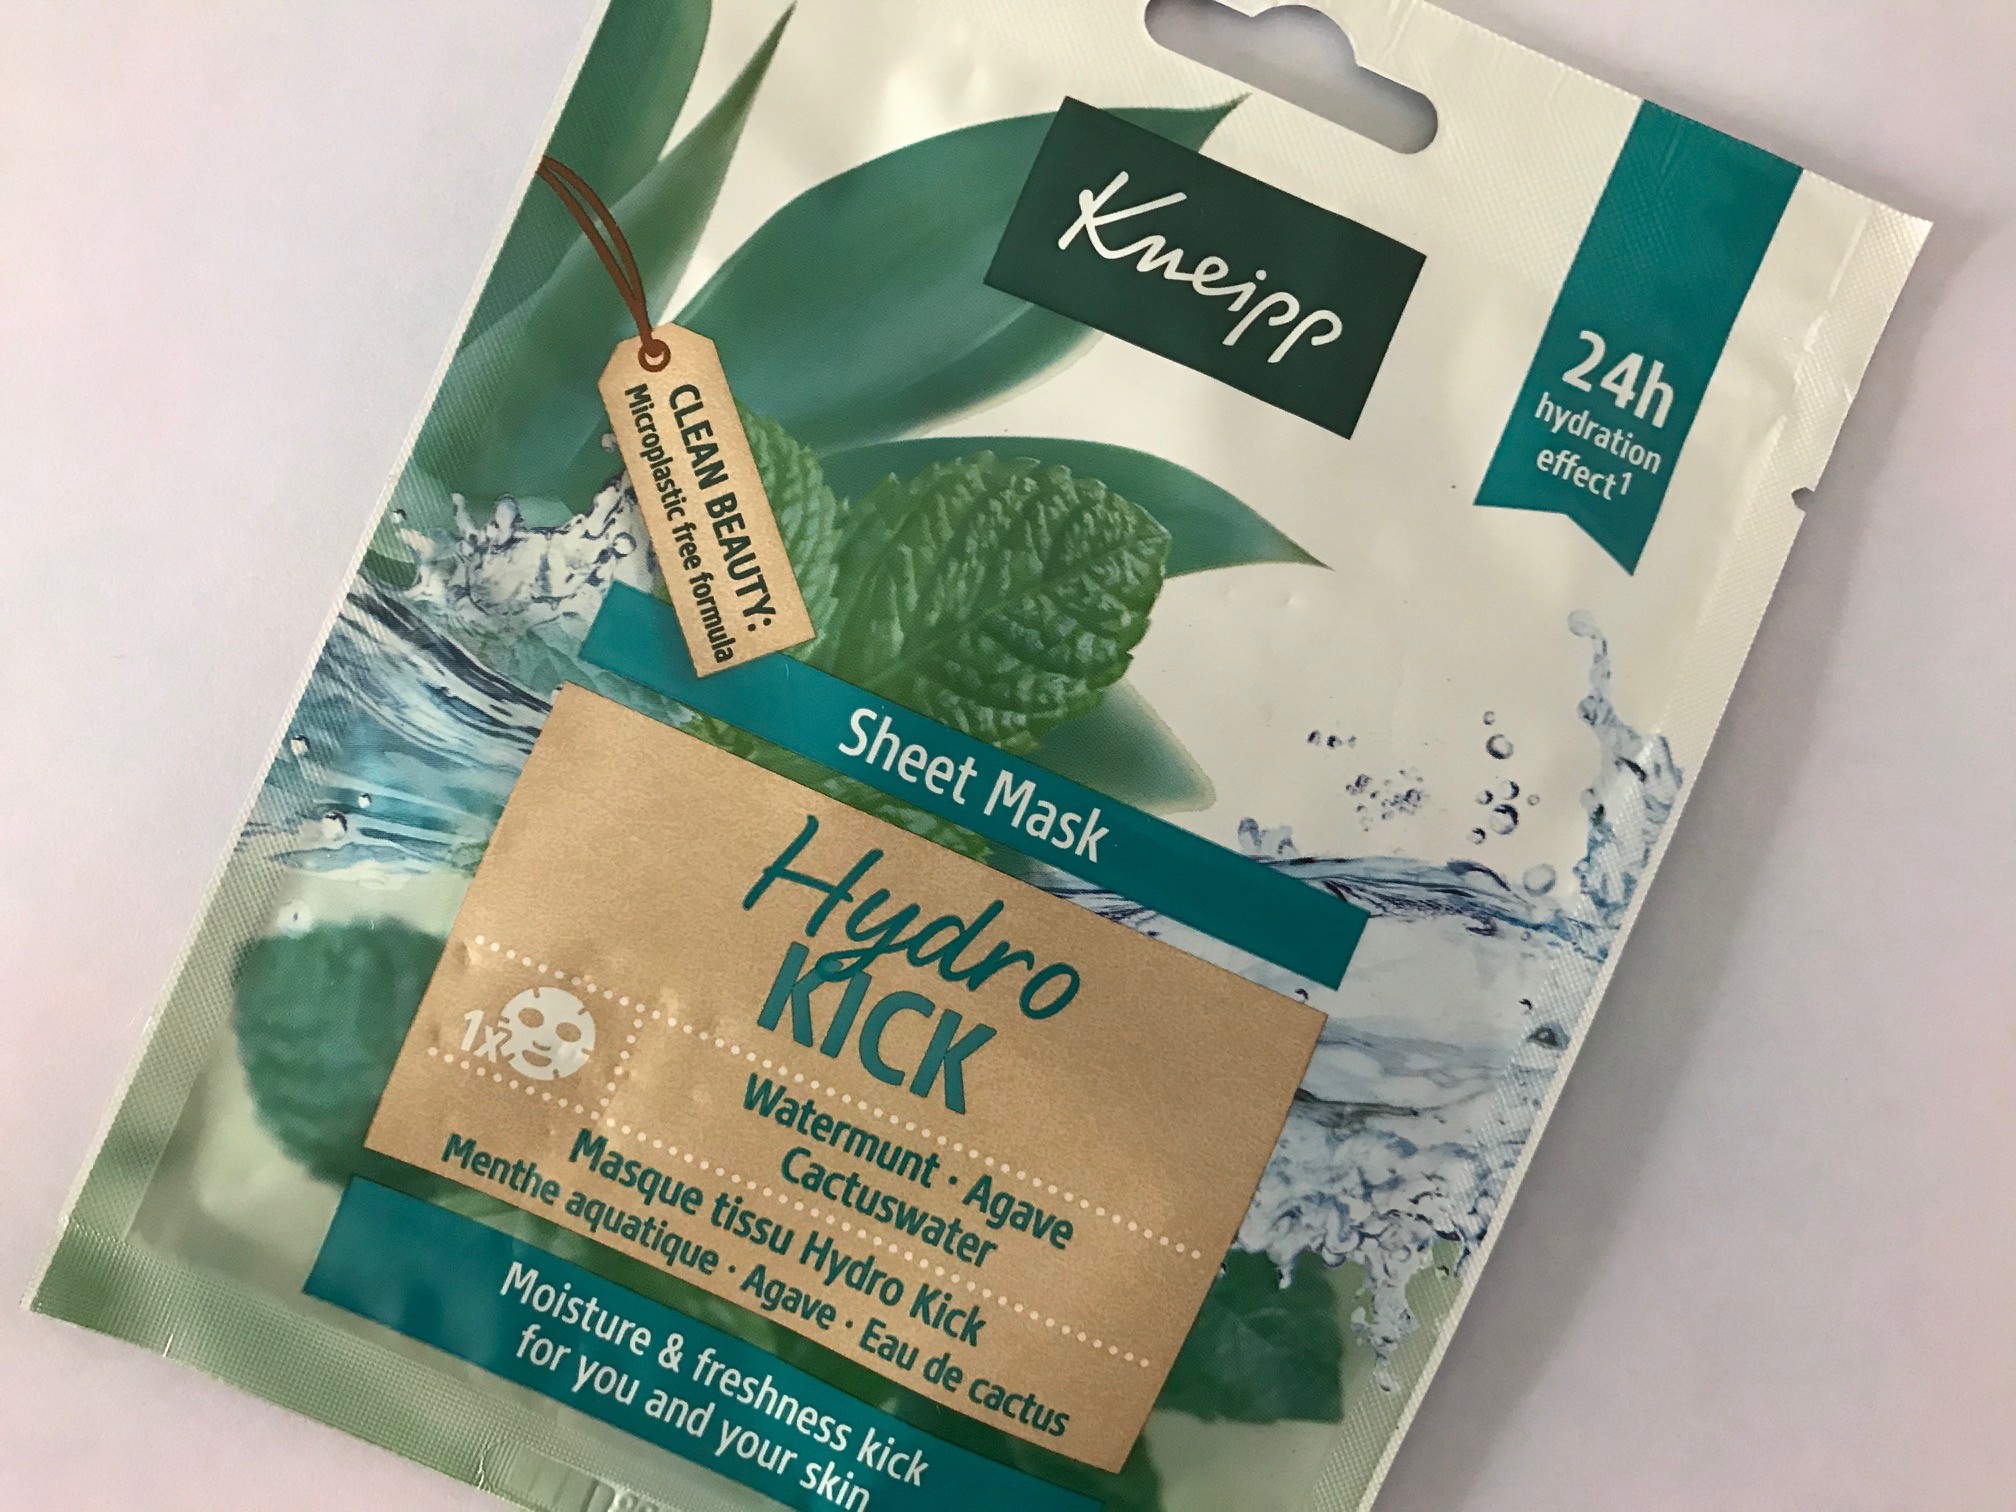 Kneipp
24h
hydration
effect¹
CLEAN BEAUTY:
Microplastic free formula
Sheet Mask
Hydro
KICK
1x
Watermunt · Agave
Cactuswater
Masque tissu Hydro Kick
Menthe aquatique · Agave · Eau de cactus
Moisture & freshness kick
for you and your skin